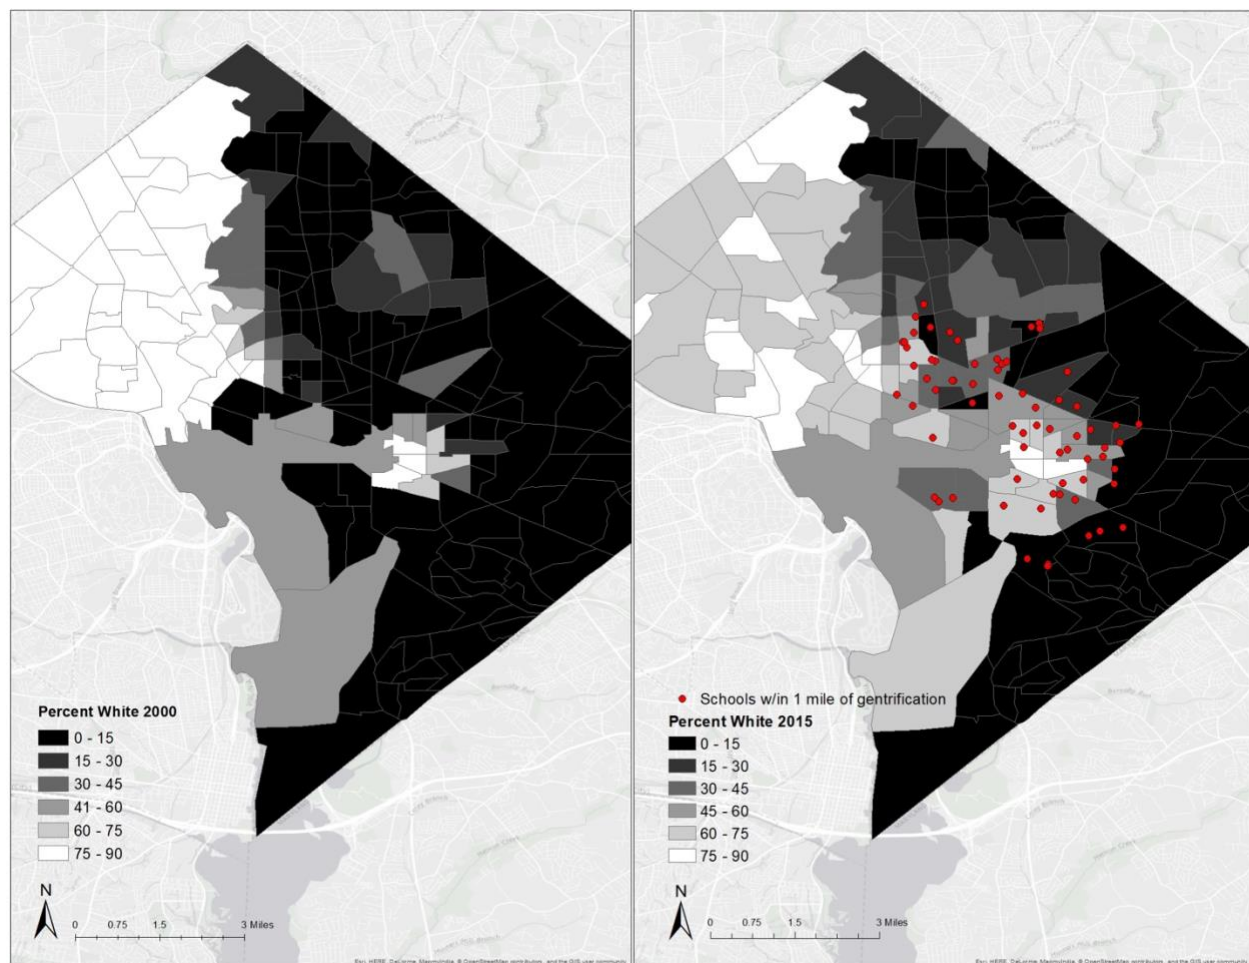 Percent White 2000
0 - 15
15 - 30
30 - 45
41 - 60
60 - 75
75 - 90
N
0 0.75 1.5 3 Miles
Schools w/in 1 mile of gentrification
Percent White 2015
0 - 15
15 - 30
30 - 45
45 - 60
60 - 75
75 - 90
N
0 0.75 1.5 3 Miles